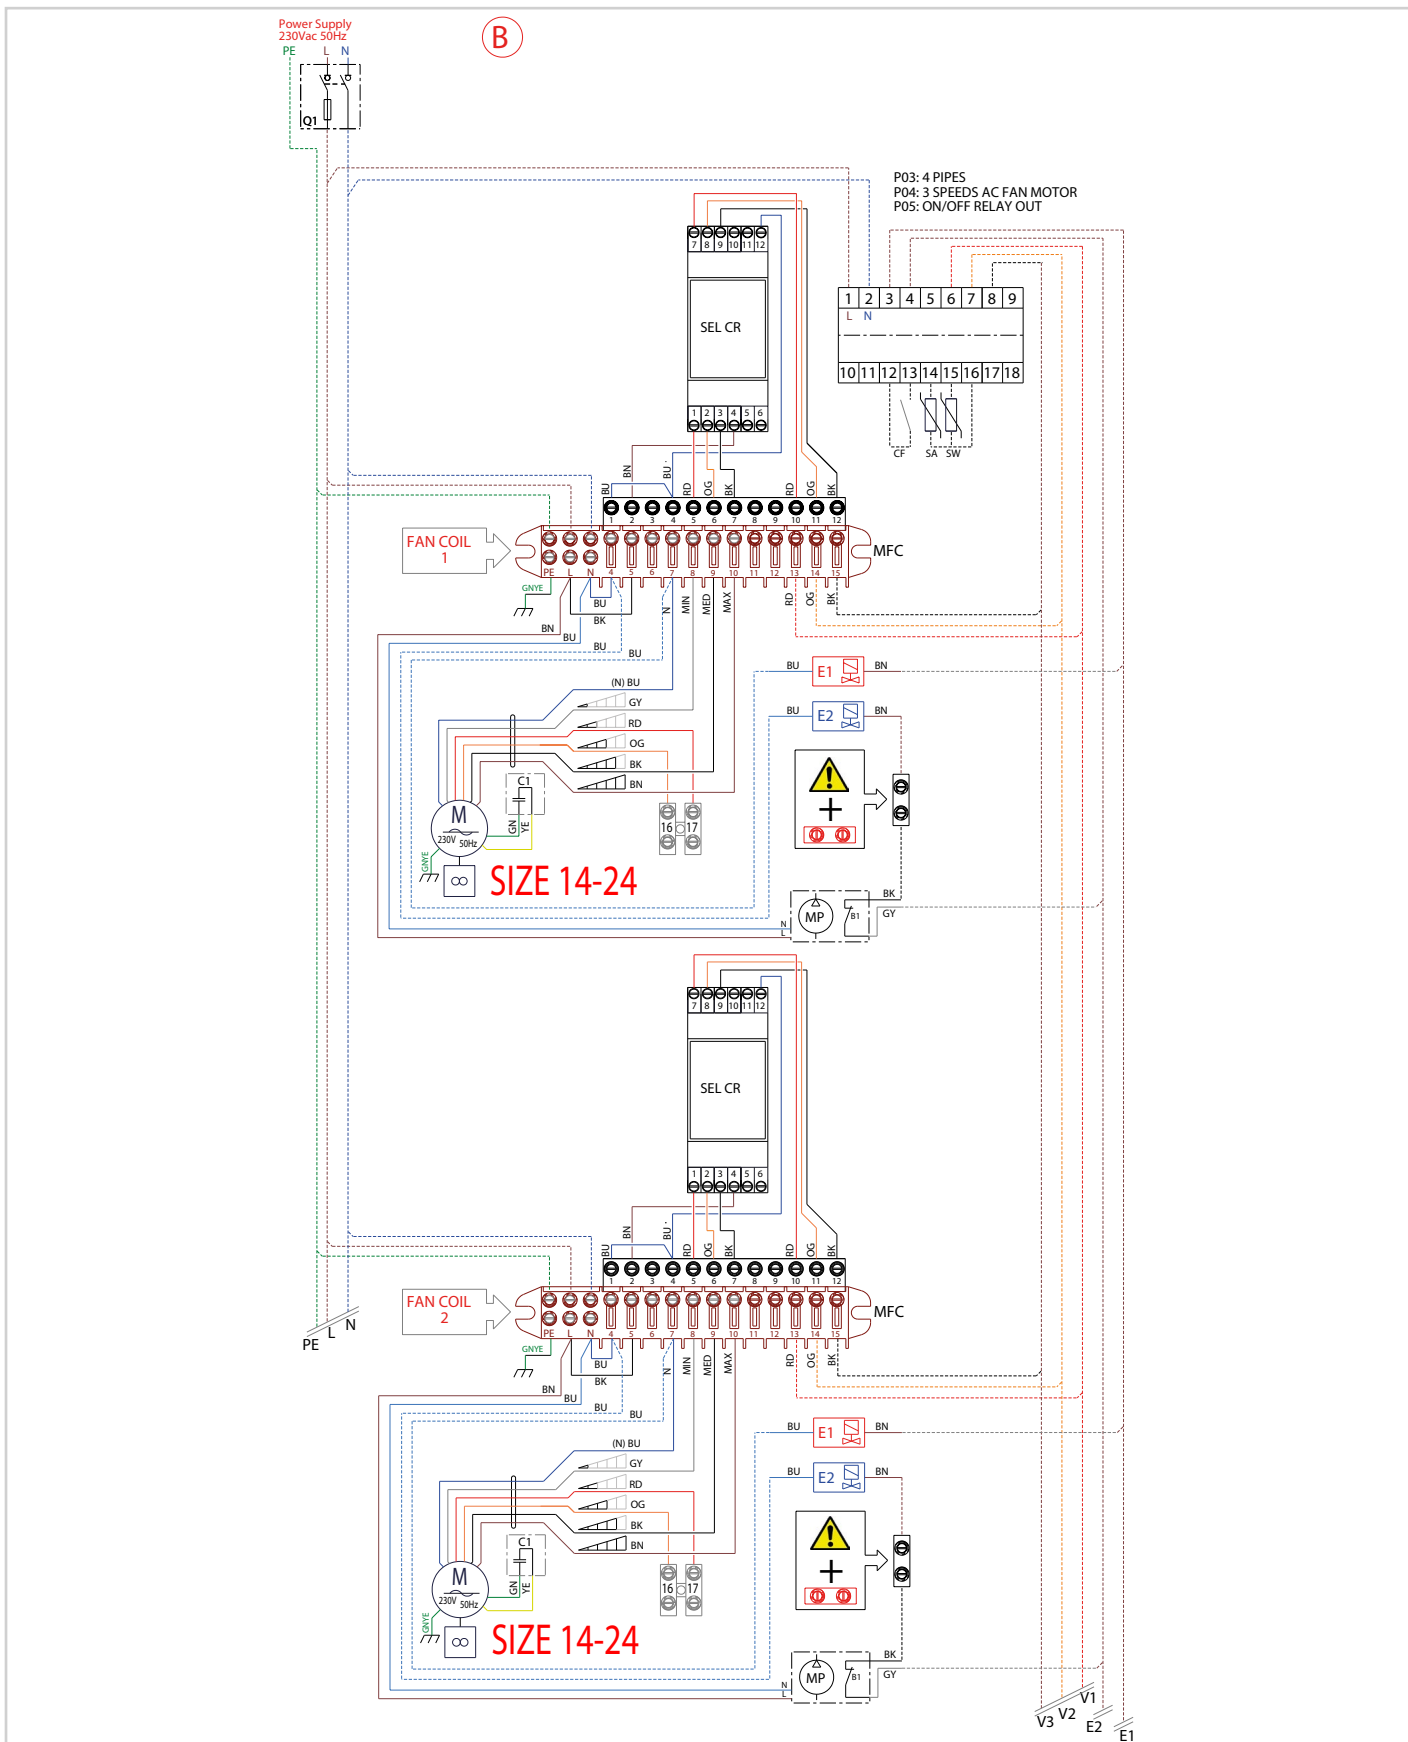 Power Supply
230Vac 50Hz
PE L N
B
Q1
P03: 4 PIPES
P04: 3 SPEEDS AC FAN MOTOR
P05: ON/OFF RELAY OUT
7 8 9 10 11 12
SEL CR
1 2 3 4 5 6
1 2 3 4 5 6 7 8 9
L N
10 11 12 13 14 15 16 17 18
CF SA SW
BU BN BU RD OG BK RD OG BK
1 2 3 4 5 6 7 8 9 10 11 12
FAN COIL
1
MFC
PE L N 4 5 6 7 8 9 10 11 12 13 14 15
GNYE
BU N MIN MED MAX RD OG BK
BK
BN
BU
BU
BU
(N) BU
GY
RD
OG
BK
BN
BU E1 BN
BU E2 BN
C1
GN YE
M
230V 50Hz
GNYE
16 17
SIZE 14-24
+
BK
GY
MP B1
N
L
7 8 9 10 11 12
SEL CR
1 2 3 4 5 6
BU BN BU RD OG BK RD OG BK
1 2 3 4 5 6 7 8 9 10 11 12
FAN COIL
2
MFC
PE L N 4 5 6 7 8 9 10 11 12 13 14 15
PE L N
GNYE
BU N MIN MED MAX RD OG BK
BK
BN
BU
BU
BU
(N) BU
GY
RD
OG
BK
BN
BU E1 BN
BU E2 BN
C1
GN YE
M
230V 50Hz
GNYE
16 17
SIZE 14-24
+
BK
GY
MP B1
N
L
V3 V2 V1 E2 E1